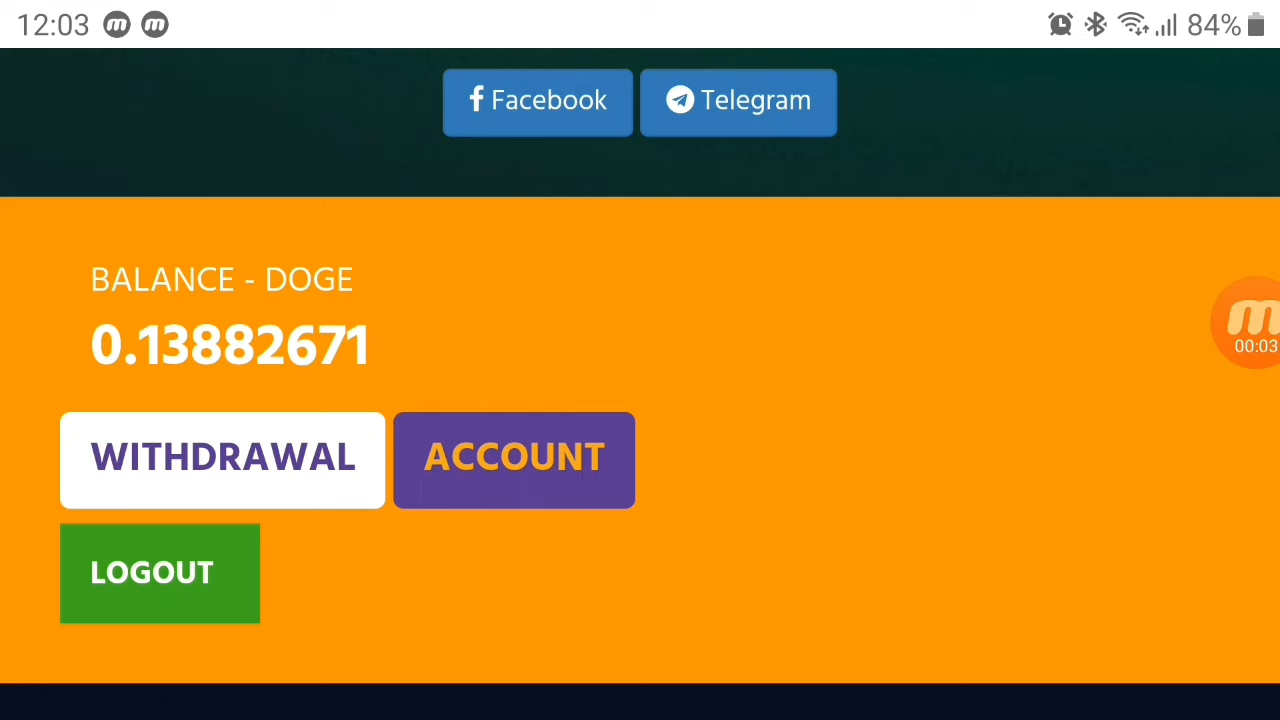 12:03 m m 84%
Facebook Telegram
BALANCE - DOGE
0.13882671
m
00:03
WITHDRAWAL ACCOUNT
LOGOUT